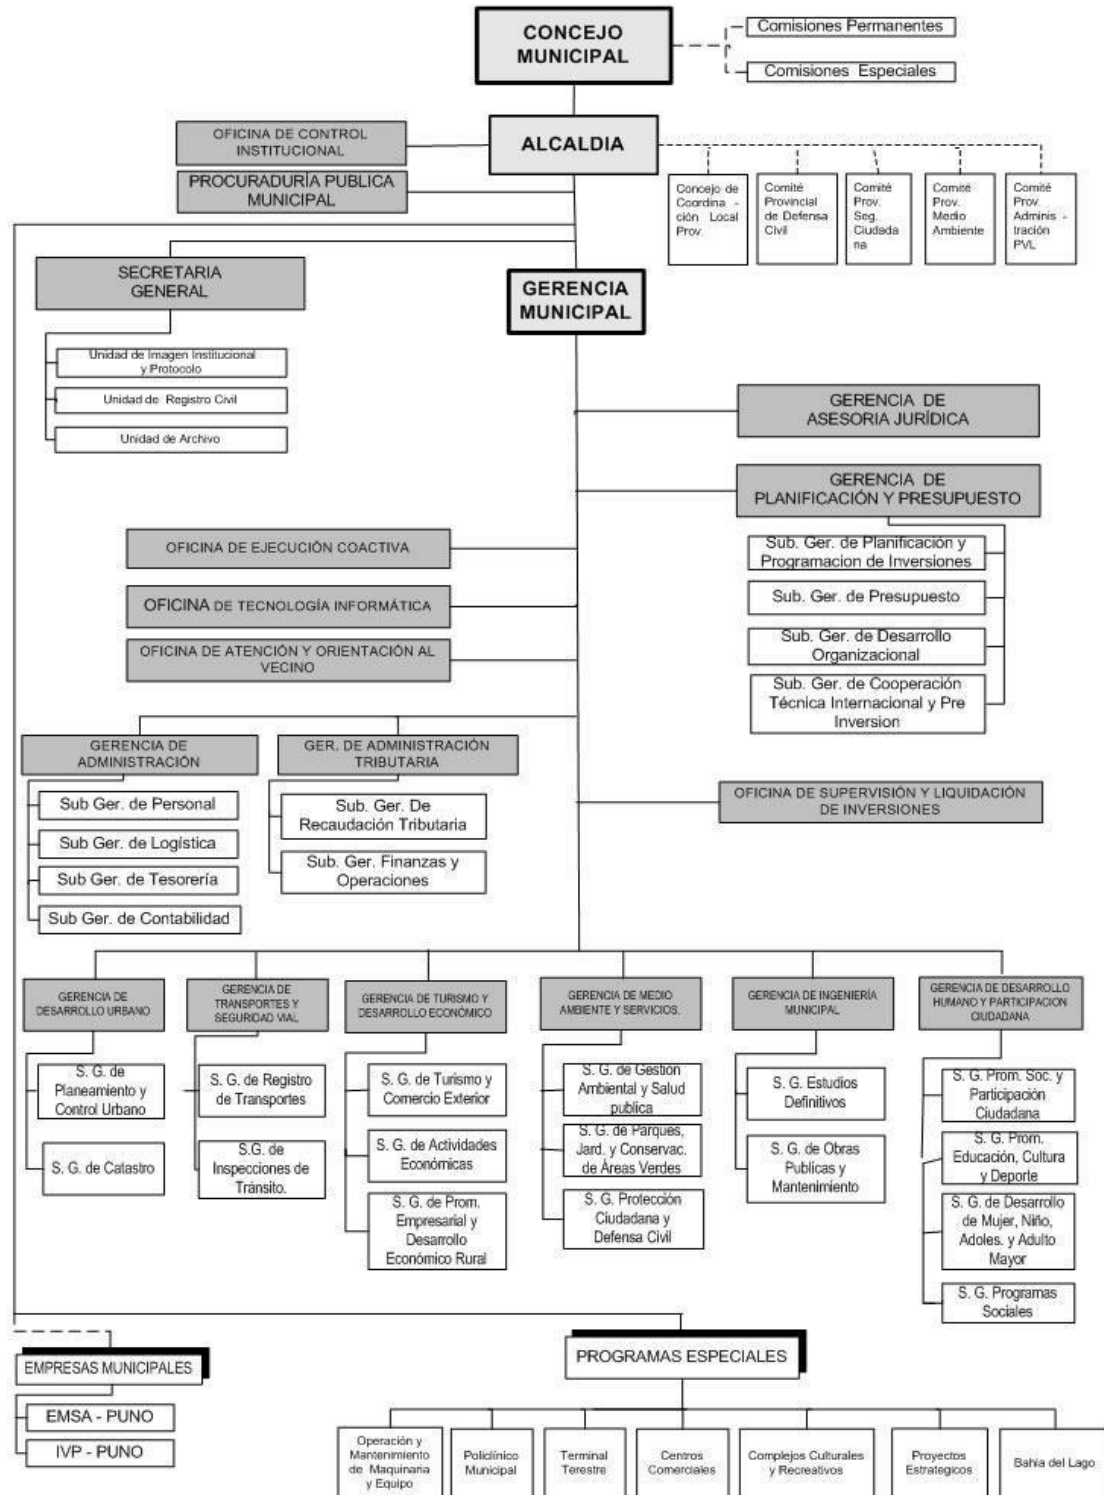 CONCEJO
MUNICIPAL
Comisiones Permanentes
Comisiones Especiales
ALCALDIA
OFICINA DE CONTROL
INSTITUCIONAL
PROCURADURÍA PUBLICA
MUNICIPAL
Concejo de
Coordina - 
ción Local
Prov.
Comité
Provincial
de Defensa
Civil
Comité
Prov.
Seg.
Ciudada
na
Comité
Prov.
Medio
Ambiente
Comité
Prov.
Adminis -
tración
PVL
SECRETARIA
GENERAL
Unidad de Imagen Institucional
y Protocolo
Unidad de Registro Civil
Unidad de Archivo
GERENCIA
MUNICIPAL
GERENCIA DE
ASESORIA JURÍDICA
GERENCIA DE
PLANIFICACIÓN Y PRESUPUESTO
Sub. Ger. de Planificación y
Programacion de Inversiones
Sub. Ger. de Presupuesto
Sub. Ger. de Desarrollo
Organizacional
Sub. Ger. de Cooperación
Técnica Internacional y Pre
Inversion
OFICINA DE EJECUCIÓN COACTIVA
OFICINA DE TECNOLOGÍA INFORMÁTICA
OFICINA DE ATENCIÓN Y ORIENTACIÓN AL
VECINO
GERENCIA DE
ADMINISTRACIÓN
Sub Ger. de Personal
Sub Ger. de Logística
Sub Ger. de Tesorería
Sub Ger. de Contabilidad
GER. DE ADMINISTRACIÓN
TRIBUTARIA
Sub. Ger. De
Recaudación Tributaria
Sub. Ger. Finanzas y
Operaciones
OFICINA DE SUPERVISIÓN Y LIQUIDACIÓN
DE INVERSIONES
GERENCIA DE
DESARROLLO URBANO
S. G. de
Planeamiento y
Control Urbano
S. G. de Catastro
GERENCIA DE
TRANSPORTES Y
SEGURIDAD VIAL
S. G. de Registro
de Transportes
S.G. de
Inspecciones de
Tránsito.
GERENCIA DE TURISMO Y
DESARROLLO ECONÓMICO
S. G. de Turismo y
Comercio Exterior
S. G. de Actividades
Económicas
S. G. de Prom.
Empresarial y
Desarrollo
Económico Rural
GERENCIA DE MEDIO
AMBIENTE Y SERVICIOS.
S. G. de Gestión
Ambiental y Salud
publica
S. G. de Parques,
Jard. y Conservac.
de Áreas Verdes
S. G. Protección
Ciudadana y
Defensa Civil
GERENCIA DE INGENIERÍA
MUNICIPAL
S. G. Estudios
Definitivos
S. G. de Obras
Publicas y
Mantenimiento
GERENCIA DE DESARROLLO
HUMANO Y PARTICIPACION
CIUDADANA
S. G. Prom. Soc. y
Participación
Ciudadana
S. G. Prom.
Educación, Cultura
y Deporte
S. G. de Desarrollo
de Mujer, Niño,
Adoles. y Adulto
Mayor
S. G. Programas
Sociales
EMPRESAS MUNICIPALES
EMSA - PUNO
IVP - PUNO
PROGRAMAS ESPECIALES
Operación y
Mantenimiento
de Maquinaria
y Equipo
Policlínico
Municipal
Terminal
Terestre
Centros
Comerciales
Complejos Culturales
y Recreativos
Proyectos
Estrategicos
Bahia del Lago